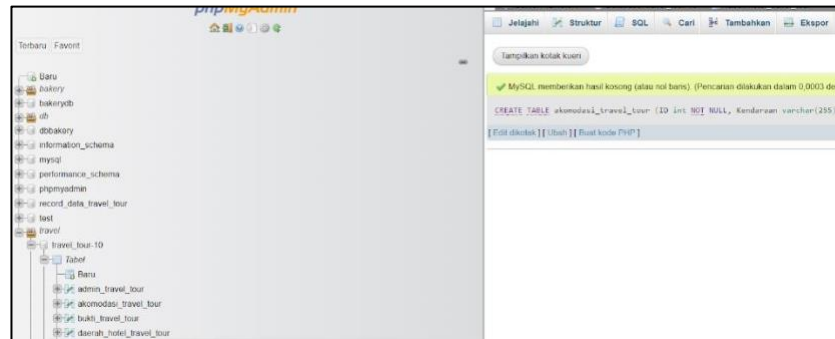 phpMyAdmin
Terbaru Favorit
Baru
bakery
bakerydb
db
dbbakery
information_schema
mysql
performance_schema
phpmyadmin
record_data_travel_tour
test
travel
travel_tour-10
Tabel
Baru
admin_travel_tour
akomodasi_travel_tour
bukti_travel_tour
daerah_hotel_travel_tour
Jelajahi Struktur SQL Cari Tambahkan Ekspor
Tampilkan kotak kueri
MySQL memberikan hasil kosong (atau nol baris). (Pencarian dilakukan dalam 0,0003 de
CREATE TABLE akomodasi_travel_tour (ID int NOT NULL, Kendaraan varchar(255)
[ Edit dikotak ] [ Ubah ] [ Buat kode PHP ]